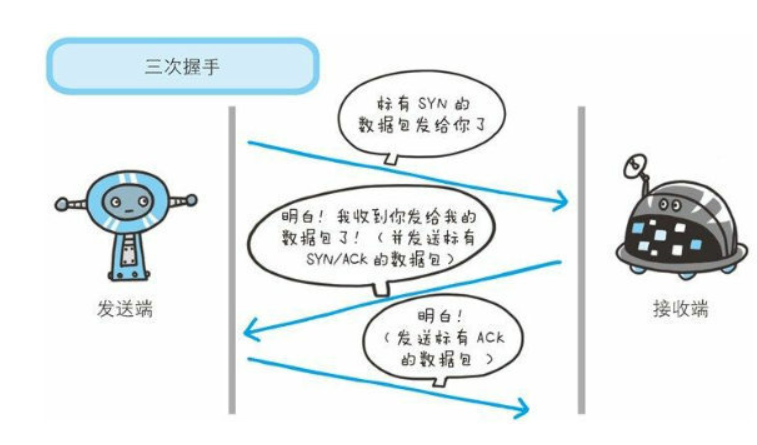 三次握手
标有 SYN 的
数据包发给你了
明白! 我收到你发给我的
数据包了! (并发送标有
SYN/ACK 的数据包)
发送端
接收端
明白!
(发送标有 ACK
的数据包 )